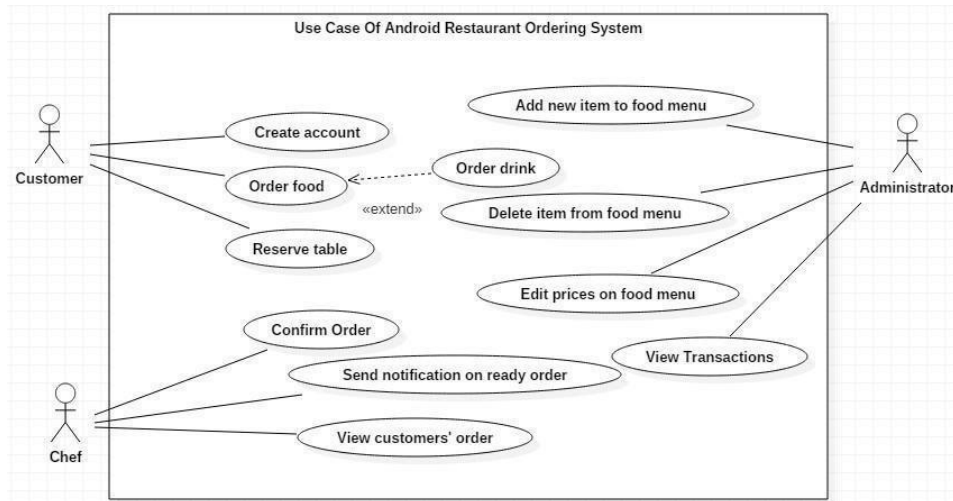 Use Case Of Android Restaurant Ordering System
Add new item to food menu
Create account
Customer
Order drink
Administrator
Order food
«extend»
Delete item from food menu
Reserve table
Edit prices on food menu
Confirm Order
View Transactions
Send notification on ready order
View customers' order
Chef